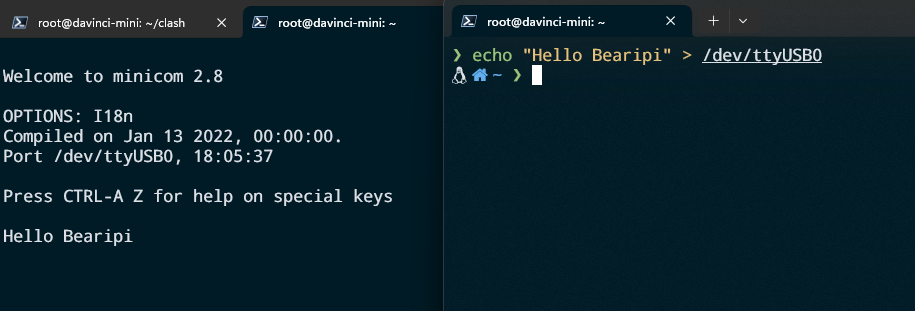 root@davinci-mini: ~/clash
root@davinci-mini: ~
Welcome to minicom 2.8
OPTIONS: I18n
Compiled on Jan 13 2022, 00:00:00.
Port /dev/ttyUSB0, 18:05:37
Press CTRL-A Z for help on special keys
Hello Bearipi
root@davinci-mini: ~
❯ echo "Hello Bearipi" > /dev/ttyUSB0
~ ❯